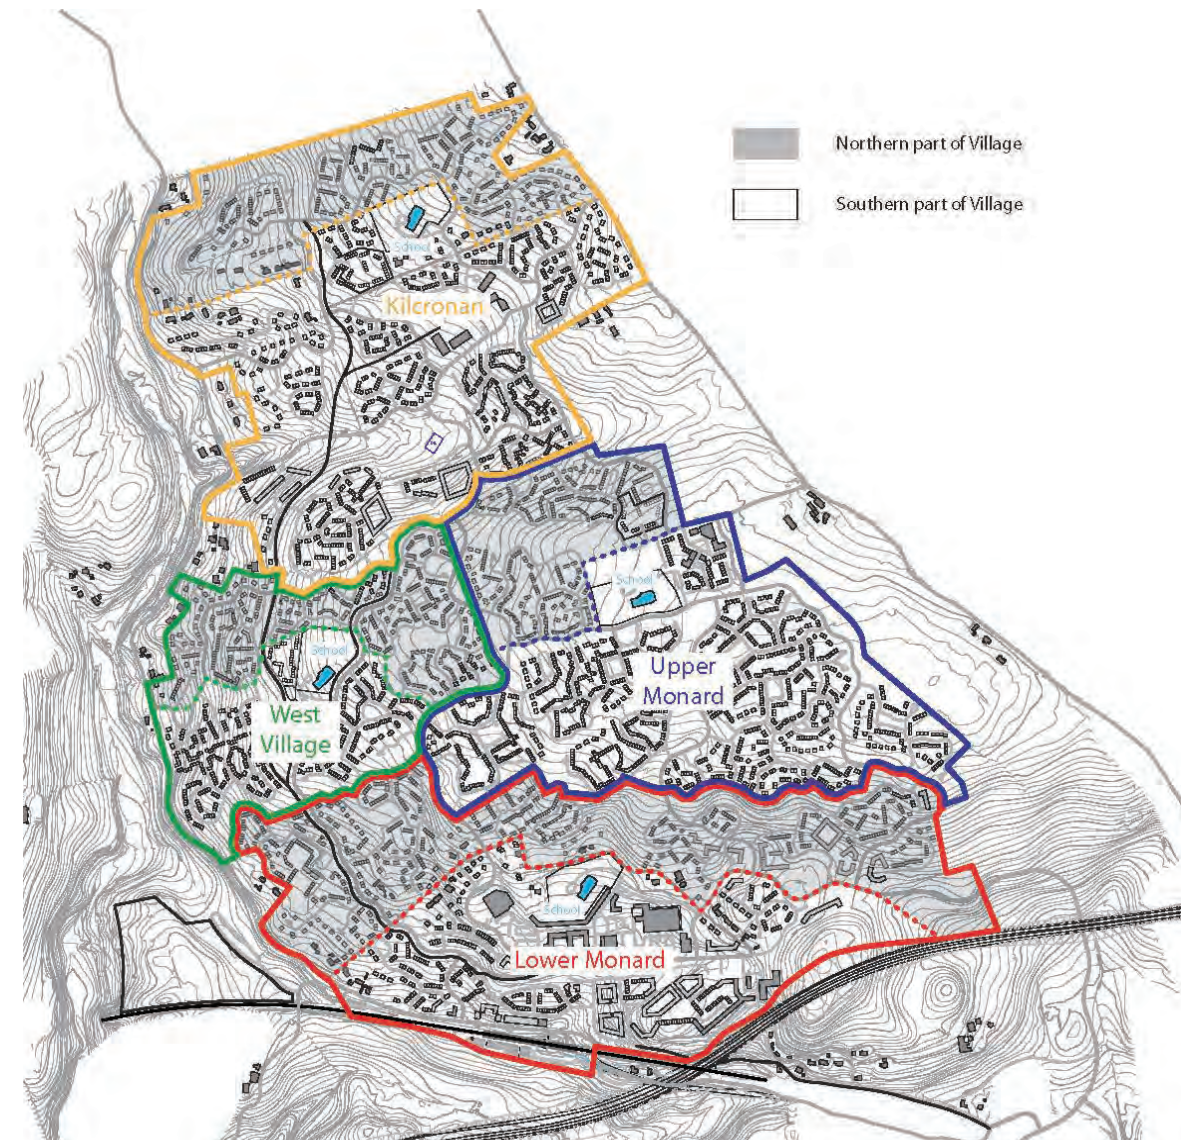 Northern part of Village
Southern part of Village
School
Kilcronan
School
Upper
Monard
School
West
Village
School
Lower Monard